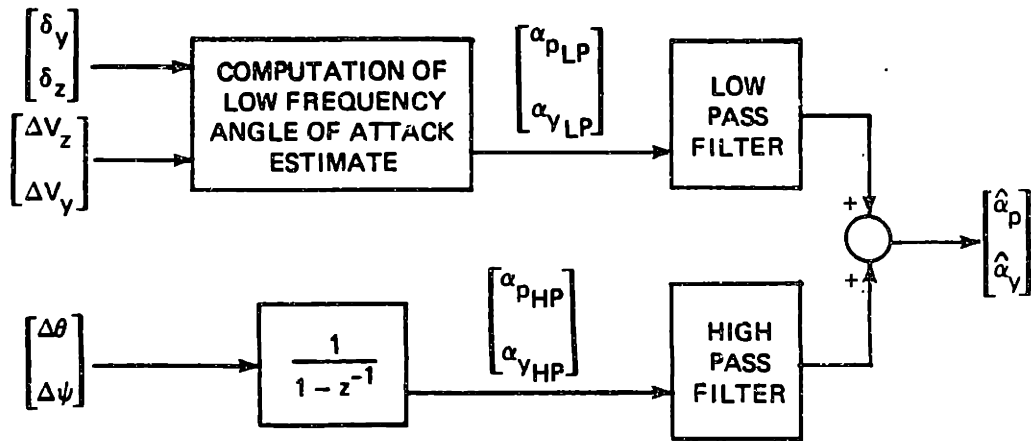 δy
δz
ΔVz
ΔVy
COMPUTATION OF
LOW FREQUENCY
ANGLE OF ATTACK
ESTIMATE
αpLP
αyLP
LOW
PASS
FILTER
+
+
α̂p
α̂y
Δθ
Δψ
1
1 − z⁻¹
αpHP
αyHP
HIGH
PASS
FILTER